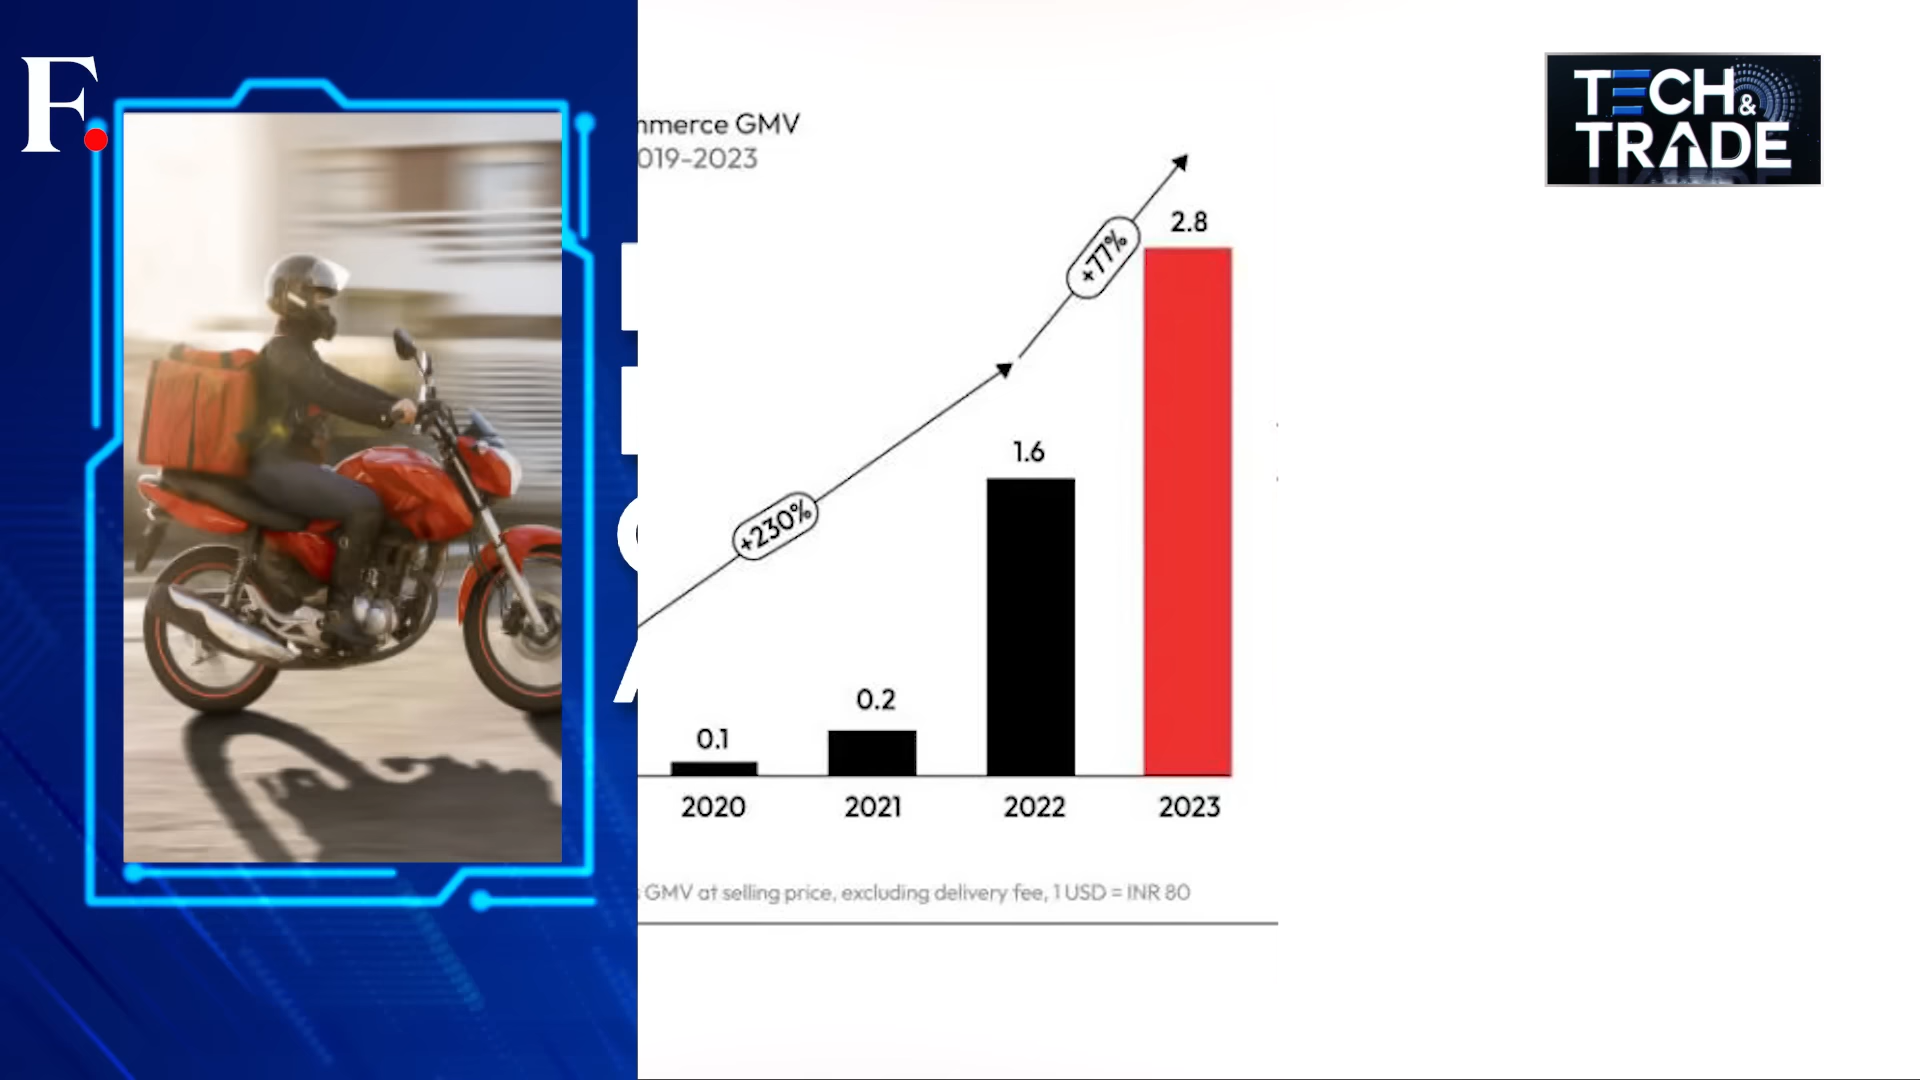 F.
TECH &
TRADE
mmerce GMV
019-2023
2.8
+77%
1.6
+230%
0.2
0.1
2020 2021 2022 2023
GMV at selling price, excluding delivery fee, 1 USD = INR 80